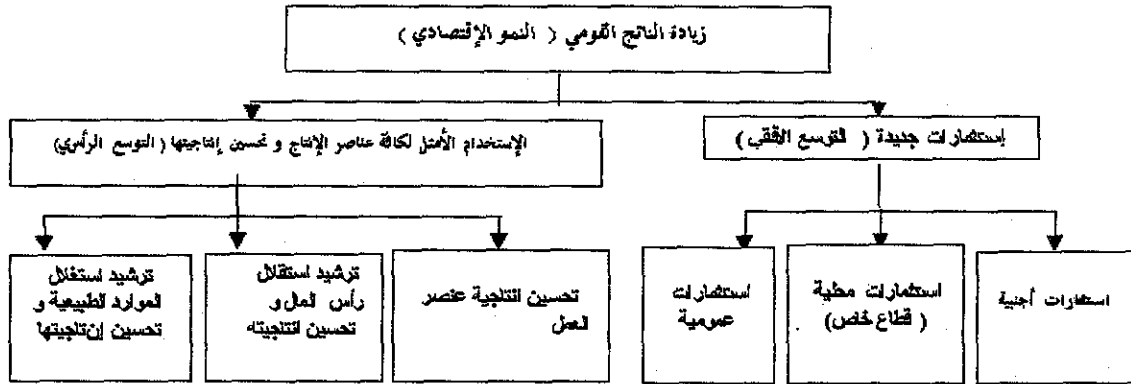 زيادة الناتج القومي ( النمو الإقتصادي )
إستثمارات جديدة ( التوسع الأفقي )
الإستخدام الأمثل لكافة عناصر الإنتاج و تحسين إنتاجيتها ( التوسع الرأسري)
استثمارات أجنبية
استثمارات محلية
( قطاع خاص)
استثمارات
عمومية
تحسين انتاجية عنصر
العمل
ترشيد استقلال
رأس المال و
تحسين انتاجيته
ترشيد استغلال
الموارد الطبيعية و
تحسين إنتاجيتها